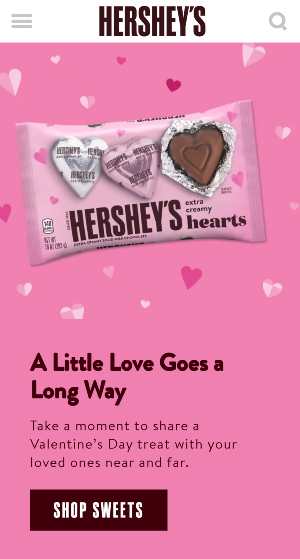 HERSHEY'S
HERSHEY'S
extra
creamy
hearts
A Little Love Goes a
Long Way
Take a moment to share a
Valentine's Day treat with your
loved ones near and far.
SHOP SWEETS